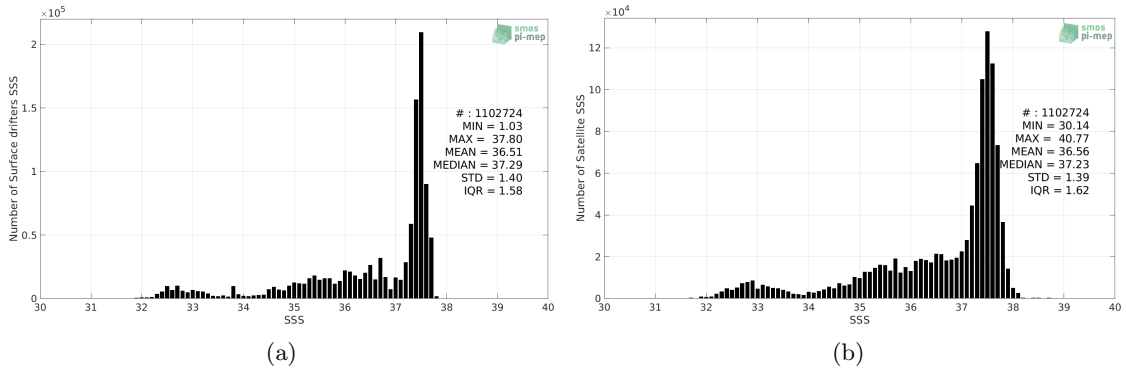 ×10⁵
smos
pi-mep
2
1.5
1
0.5
0
Number of Surface drifters SSS
# : 1102724
MIN = 1.03
MAX = 37.80
MEAN = 36.51
MEDIAN = 37.29
STD = 1.40
IQR = 1.58
30 31 32 33 34 35 36 37 38 39 40
SSS
(a)
×10⁴
smos
pi-mep
12
10
8
6
4
2
0
Number of Satellite SSS
# : 1102724
MIN = 30.14
MAX = 40.77
MEAN = 36.56
MEDIAN = 37.23
STD = 1.39
IQR = 1.62
30 31 32 33 34 35 36 37 38 39 40
SSS
(b)